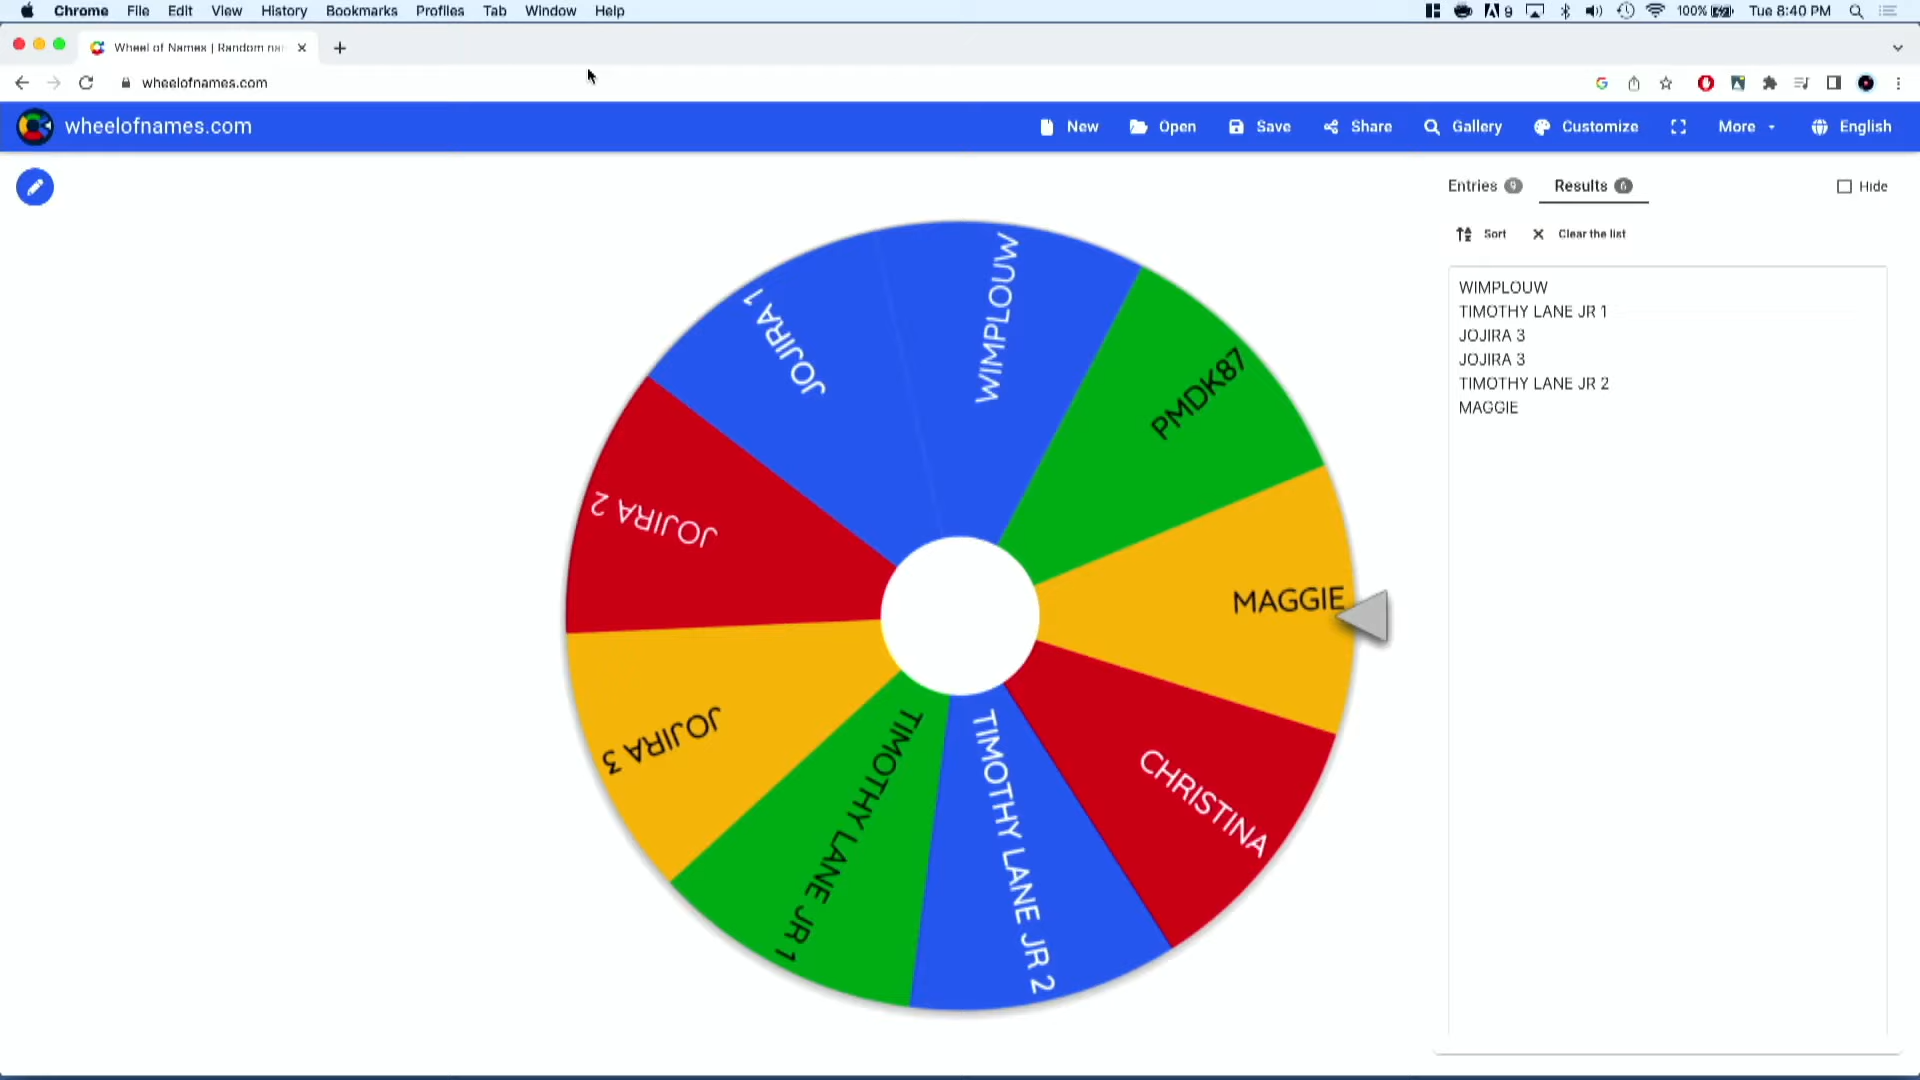 Chrome File Edit View History Bookmarks Profiles Tab Window Help
9 100% Tue 8:40 PM
Wheel of Names | Random na
wheelofnames.com
wheelofnames.com
New Open Save Share Gallery Customize More English
Entries 9 Results 6 Hide
Sort Clear the list
WIMPLOUW
TIMOTHY LANE JR 1
JOJIRA 3
JOJIRA 3
TIMOTHY LANE JR 2
MAGGIE
WIMPLOUW
PMDK87
MAGGIE
CHRISTINA
TIMOTHY LANE JR 2
TIMOTHY LANE JR 1
JOJIRA 3
JOJIRA 2
JOJIRA 1